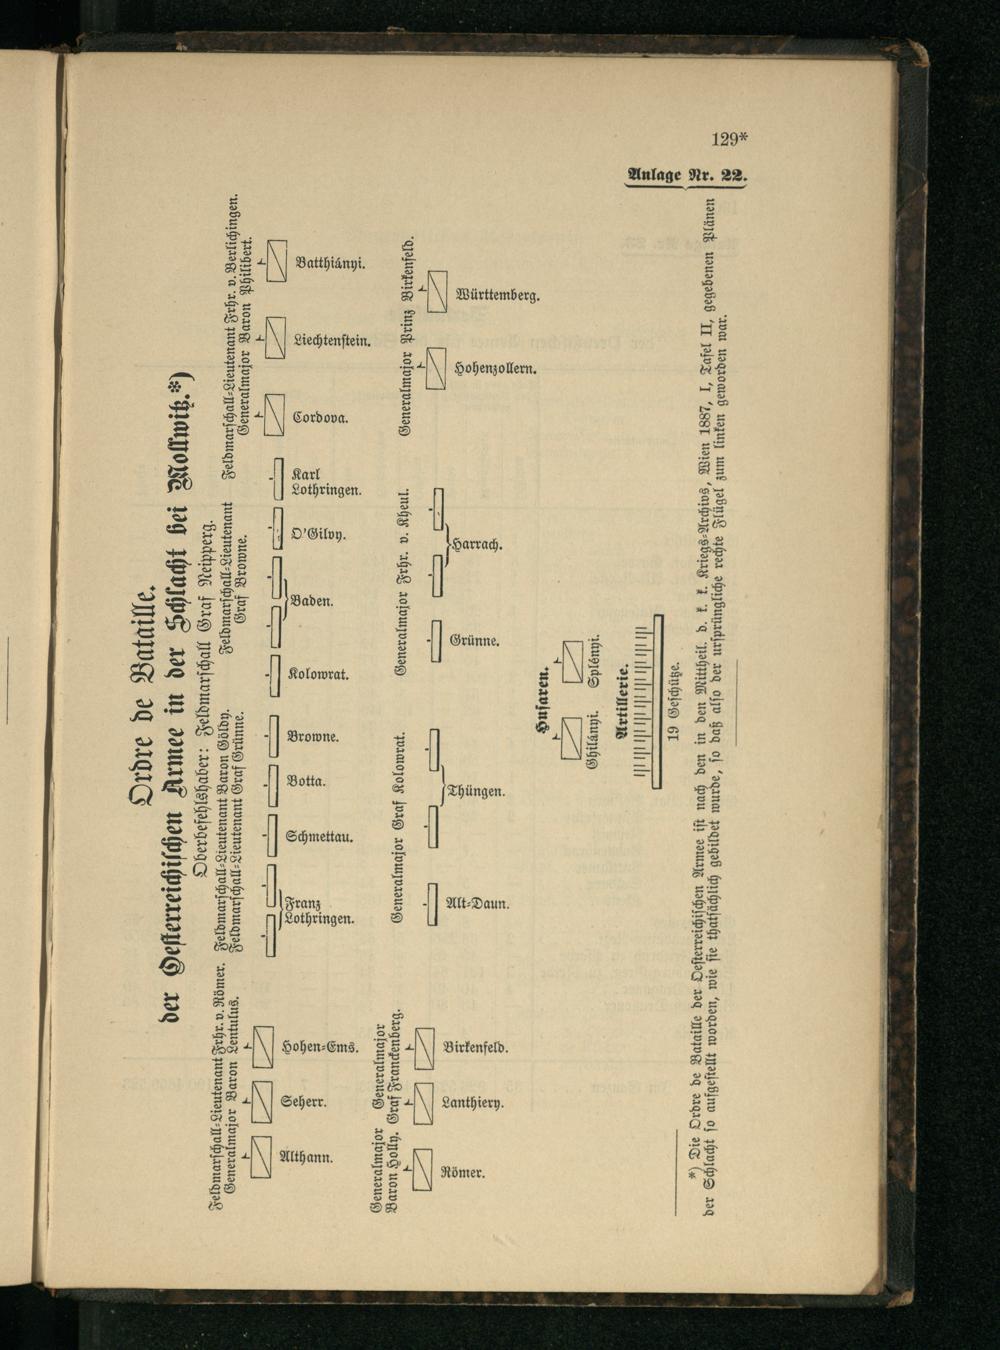 129*
Anlage Nr. 22.
Ordre de Bataille.
der Oesterreichischen Armee in der Schlacht bei Mollwitz.*)
Oberbefehlshaber: Feldmarschall Graf Neipperg.
Feldmarschall-Lieutenant Frhr. v. Römer.
Generalmajor Baron Lentulus.
Feldmarschall-Lieutenant Baron Göldy.
Feldmarschall-Lieutenant Graf Grünne.
Feldmarschall-Lieutenant
Graf Browne.
Feldmarschall-Lieutenant Frhr. v. Berlichingen.
Generalmajor Baron Philibert.
Althann.
Seherr.
Hohen-Ems.
Franz
Lothringen.
Schmettau.
Botta.
Browne.
Kolowrat.
Baden.
O'Gilvy.
Karl
Lothringen.
Cordova.
Liechtenstein.
Batthiányi.
Generalmajor
Baron Holly.
Generalmajor
Graf Franckenberg.
Generalmajor Graf Kolowrat.
Generalmajor Frhr. v. Kheul.
Generalmajor Prinz Birkenfeld.
Römer.
Lanthiery.
Birkenfeld.
Alt-Daun.
Thüngen.
Grünne.
Harrach.
Hohenzollern.
Württemberg.
Husaren.
Ghilányi.
Splényi.
Artillerie.
19 Geschütze.
*) Die Ordre de Bataille der Oesterreichischen Armee ist nach den in den Mittheil. d. k. k. Kriegs-Archivs, Wien 1887, I, Tafel II, gegebenen Plänen
der Schlacht so aufgestellt worden, wie sie thatsächlich gebildet wurde, so daß also der ursprüngliche rechte Flügel zum linken geworden war.